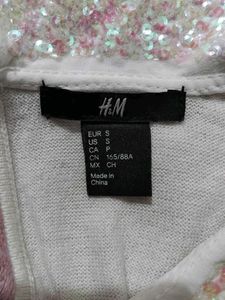 H&M
EUR S
US S
CA P
CN 165/88A
MX CH
Made in
China